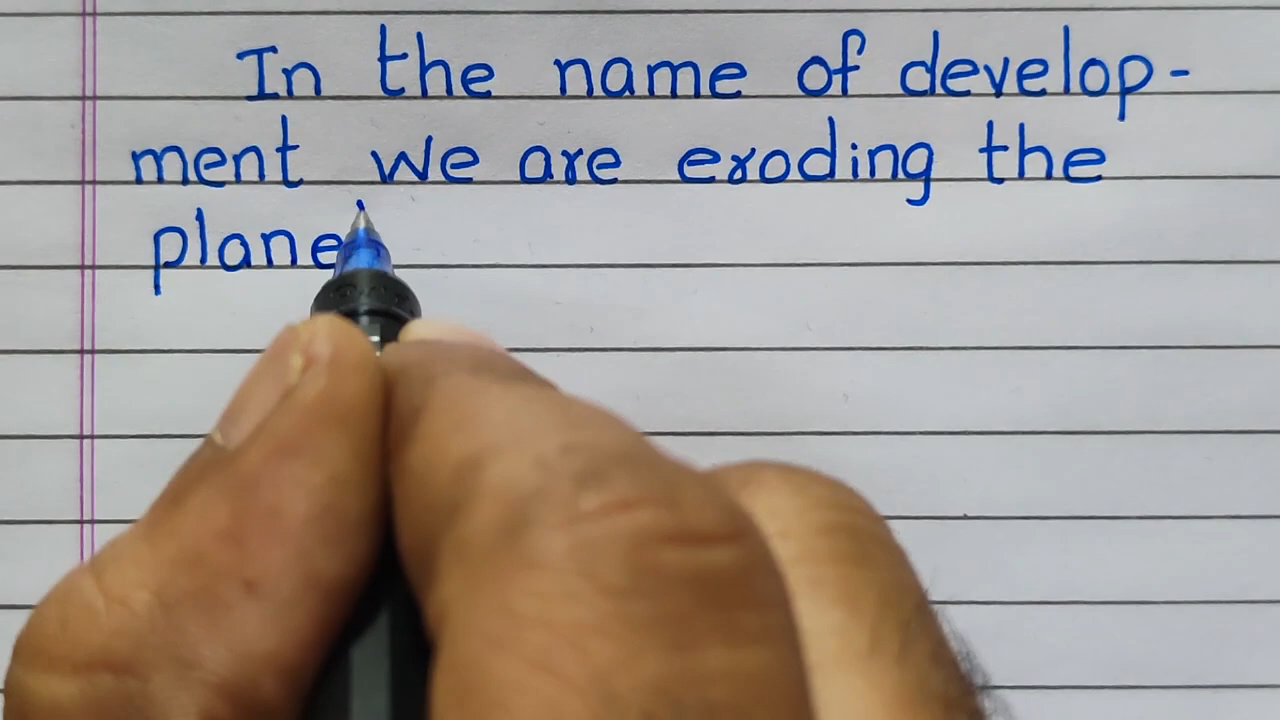 In the name of develop-
ment we are eroding the
plane